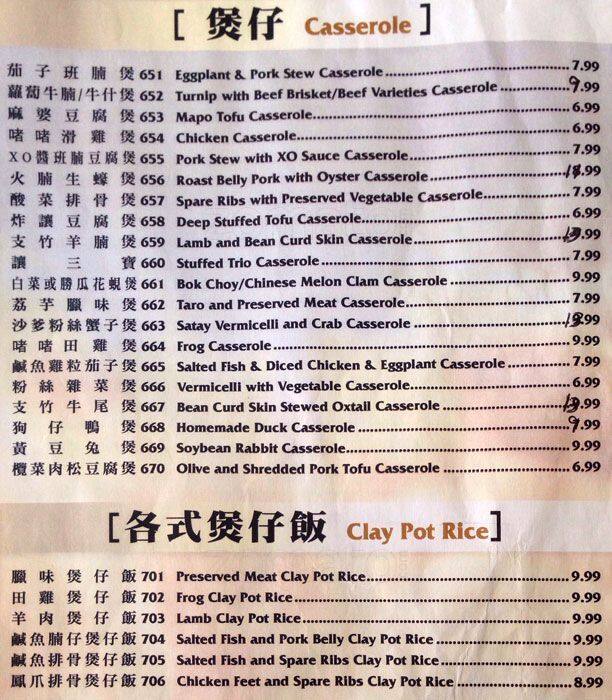 [ 煲仔 Casserole ]
茄子班腩煲 651 Eggplant & Pork Stew Casserole 7.99
蘿蔔牛腩/牛什煲 652 Turnip with Beef Brisket/Beef Varieties Casserole 9.99
麻婆豆腐煲 653 Mapo Tofu Casserole 6.99
啫啫滑雞煲 654 Chicken Casserole 6.99
XO醬班腩豆腐煲 655 Pork Stew with XO Sauce Casserole 7.99
火腩生蠔煲 656 Roast Belly Pork with Oyster Casserole .99
酸菜排骨煲 657 Spare Ribs with Preserved Vegetable Casserole 7.99
炸讓豆腐煲 658 Deep Stuffed Tofu Casserole 6.99
支竹羊腩煲 659 Lamb and Bean Curd Skin Casserole 13.99
讓三寶 660 Stuffed Trio Casserole 7.99
白菜或勝瓜花蜆煲 661 Bok Choy/Chinese Melon Clam Casserole 9.99
荔芋臘味煲 662 Taro and Preserved Meat Casserole 7.99
沙爹粉絲蟹子煲 663 Satay Vermicelli and Crab Casserole .99
啫啫田雞煲 664 Frog Casserole 9.99
鹹魚雞粒茄子煲 665 Salted Fish & Diced Chicken & Eggplant Casserole 7.99
粉絲雜菜煲 666 Vermicelli with Vegetable Casserole 6.99
支竹牛尾煲 667 Bean Curd Skin Stewed Oxtail Casserole 13.99
狗仔鴨煲 668 Homemade Duck Casserole 9.99
黃豆兔煲 669 Soybean Rabbit Casserole 9.99
欖菜肉松豆腐煲 670 Olive and Shredded Pork Tofu Casserole 6.99
[各式煲仔飯 Clay Pot Rice]
臘味煲仔飯 701 Preserved Meat Clay Pot Rice 9.99
田雞煲仔飯 702 Frog Clay Pot Rice 9.99
羊肉煲仔飯 703 Lamb Clay Pot Rice 9.99
鹹魚腩仔煲仔飯 704 Salted Fish and Pork Belly Clay Pot Rice 9.99
鹹魚排骨煲仔飯 705 Salted Fish and Spare Ribs Clay Pot Rice 9.99
鳳爪排骨煲仔飯 706 Chicken Feet and Spare Ribs Clay Pot Rice 8.99